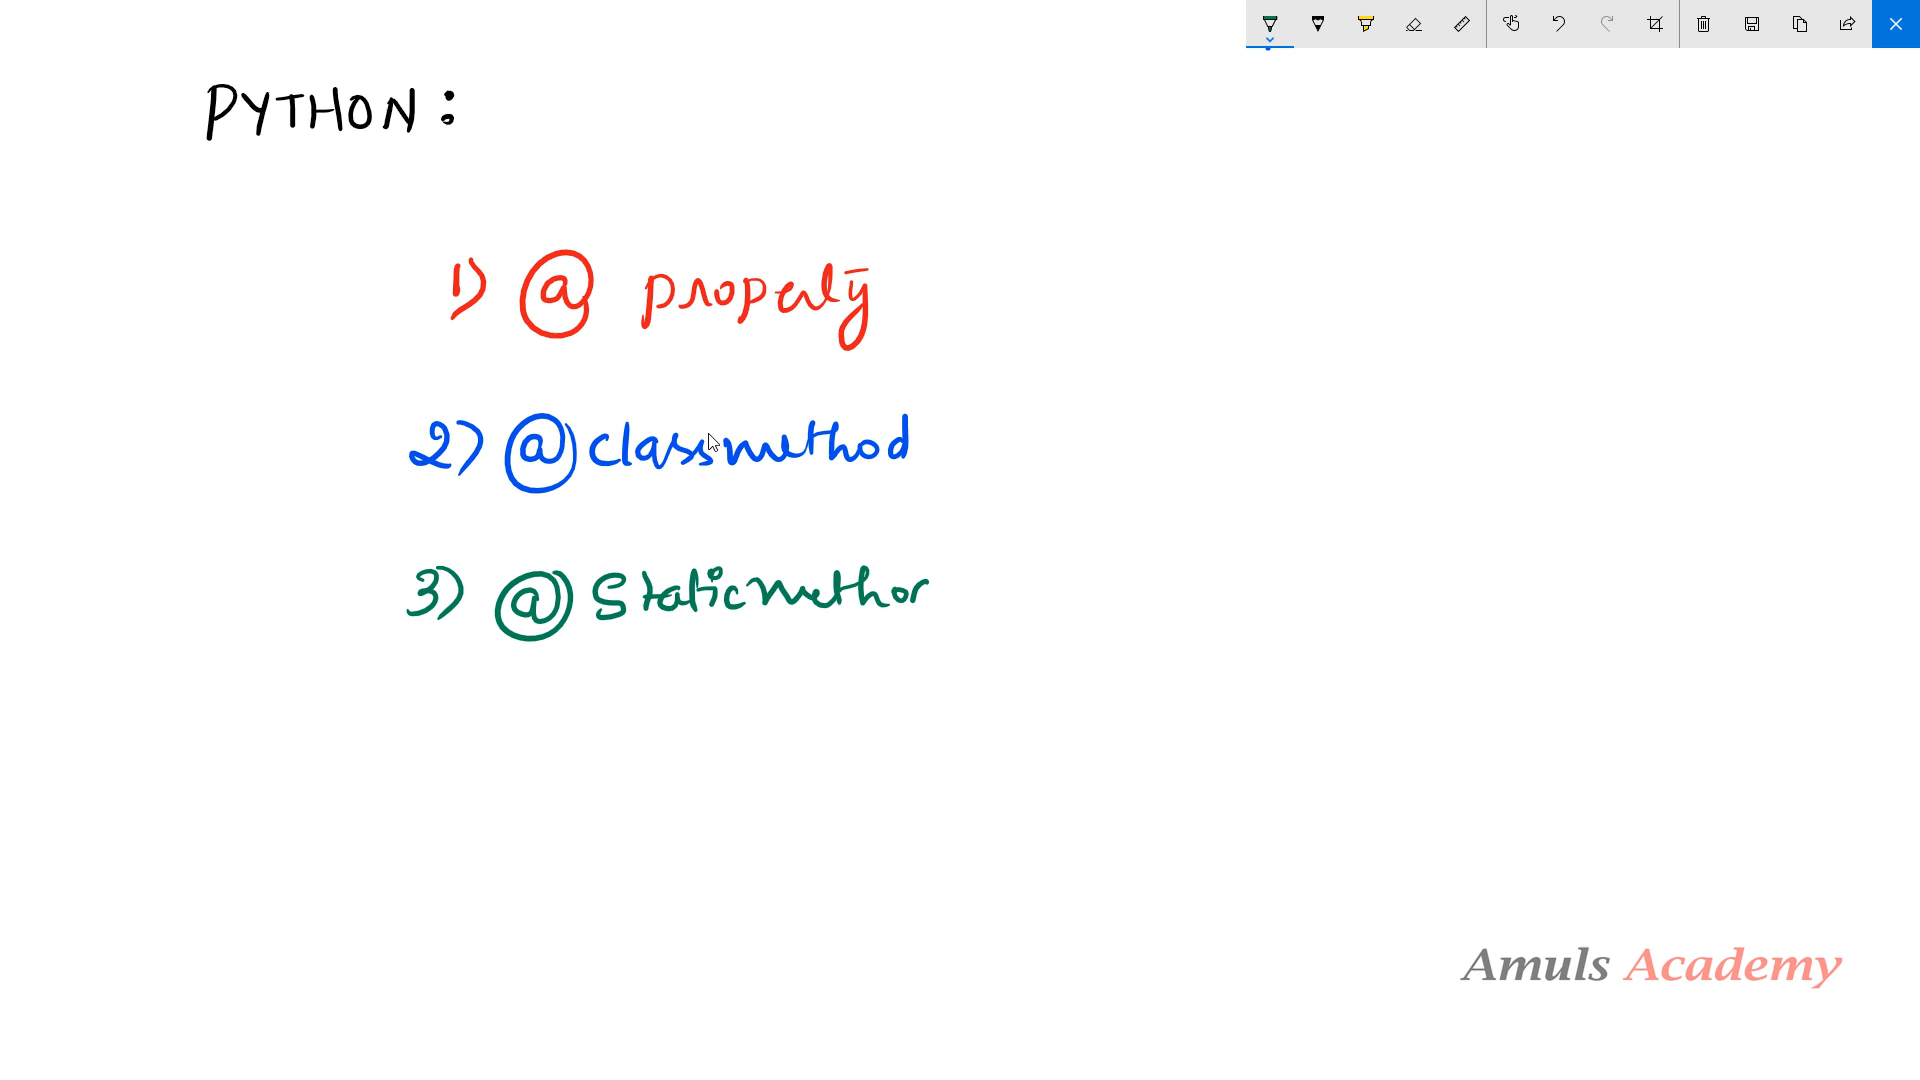 PYTHON :
1) @ property
2) @ classmethod
3) @ Staticmethor
Amuls Academy